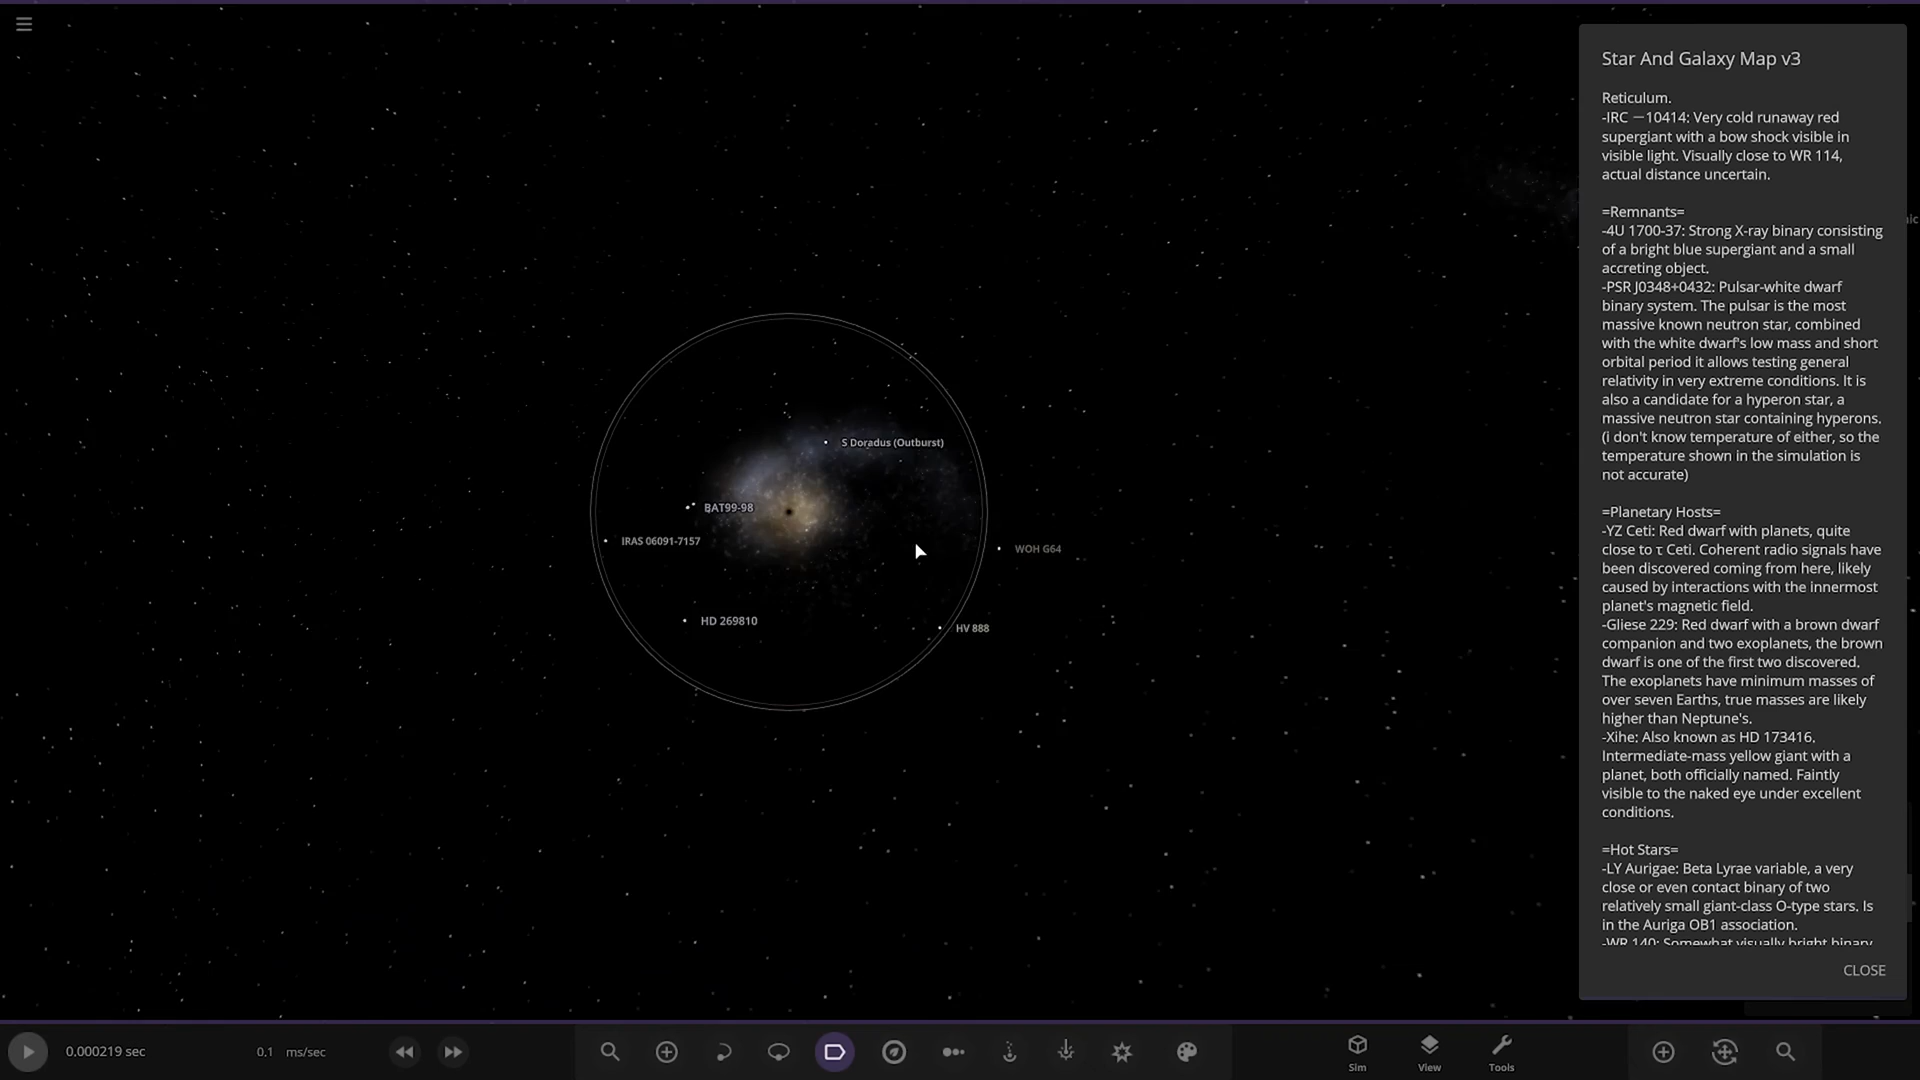 Star And Galaxy Map v3
Reticulum.
-IRC −10414: Very cold runaway red
supergiant with a bow shock visible in
visible light. Visually close to WR 114,
actual distance uncertain.
=Remnants=
-4U 1700-37: Strong X-ray binary consisting
of a bright blue supergiant and a small
accreting object.
-PSR J0348+0432: Pulsar-white dwarf
binary system. The pulsar is the most
massive known neutron star, combined
with the white dwarf's low mass and short
orbital period it allows testing general
relativity in very extreme conditions. It is
also a candidate for a hyperon star, a
massive neutron star containing hyperons.
(i don't know temperature of either, so the
temperature shown in the simulation is
not accurate)
=Planetary Hosts=
-YZ Ceti: Red dwarf with planets, quite
close to τ Ceti. Coherent radio signals have
been discovered coming from here, likely
caused by interactions with the innermost
planet's magnetic field.
-Gliese 229: Red dwarf with a brown dwarf
companion and two exoplanets, the brown
dwarf is one of the first two discovered.
The exoplanets have minimum masses of
over seven Earths, true masses are likely
higher than Neptune's.
-Xihe: Also known as HD 173416.
Intermediate-mass yellow giant with a
planet, both officially named. Faintly
visible to the naked eye under excellent
conditions.
=Hot Stars=
-LY Aurigae: Beta Lyrae variable, a very
close or even contact binary of two
relatively small giant-class O-type stars. Is
in the Auriga OB1 association.
-WR 140: Somewhat visually bright binary
CLOSE
S Doradus (Outburst)
BAT99-98
IRAS 06091-7157
WOH G64
HD 269810
HV 888
0.000219 sec
0.1 ms/sec
Sim
View
Tools